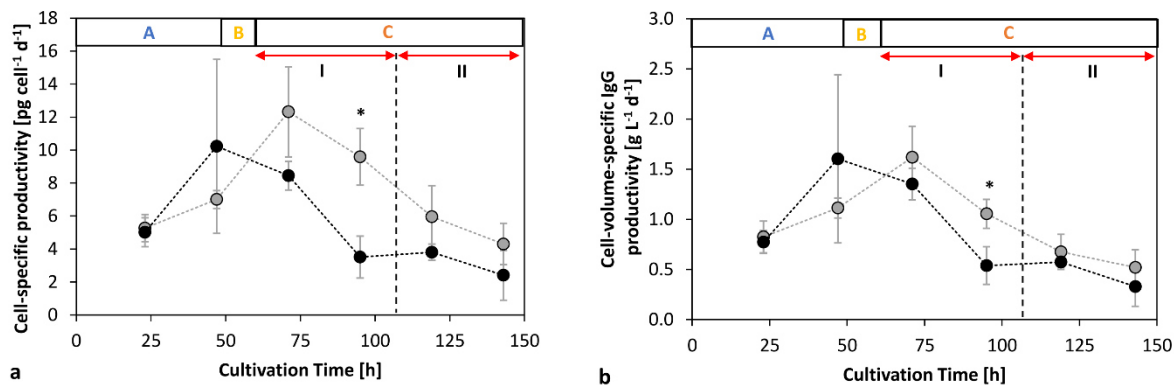 A B C
I II
*
18
16
14
12
10
8
6
4
2
0
Cell-specific productivity [pg cell⁻¹ d⁻¹]
0 25 50 75 100 125 150
Cultivation Time [h]
a
A B C
I II
*
3.0
2.5
2.0
1.5
1.0
0.5
0.0
Cell-volume-specific IgG
productivity [g L⁻¹ d⁻¹]
0 25 50 75 100 125 150
Cultivation Time [h]
b